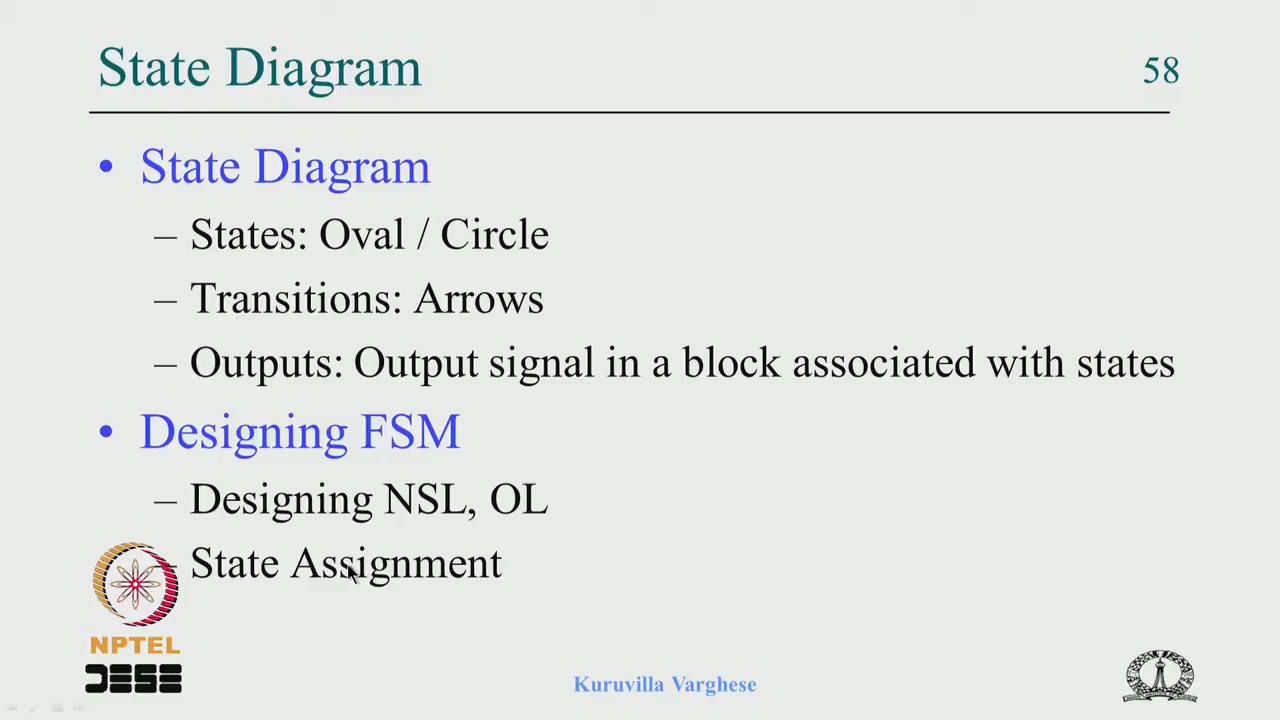 State Diagram
58
• State Diagram
– States: Oval / Circle
– Transitions: Arrows
– Outputs: Output signal in a block associated with states
• Designing FSM
– Designing NSL, OL
– State Assignment
NPTEL
DESE
Kuruvilla Varghese